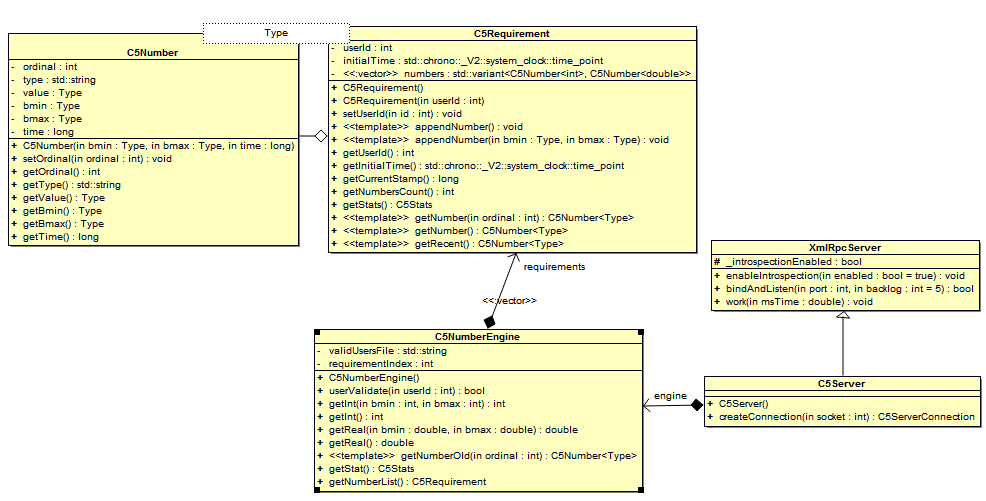 Type
C5Number
- ordinal : int
- type : std::string
- value : Type
- bmin : Type
- bmax : Type
- time : long
+ C5Number(in bmin : Type, in bmax : Type, in time : long)
+ setOrdinal(in ordinal : int) : void
+ getOrdinal() : int
+ getType() : std::string
+ getValue() : Type
+ getBmin() : Type
+ getBmax() : Type
+ getTime() : long
C5Requirement
- userId : int
- initialTime : std::chrono::_V2::system_clock::time_point
- <<:vector>> numbers : std::variant<C5Number<int>, C5Number<double>>
+ C5Requirement()
+ C5Requirement(in userId : int)
+ setUserId(in id : int) : void
+ <<template>> appendNumber() : void
+ <<template>> appendNumber(in bmin : Type, in bmax : Type) : void
+ getUserId() : int
+ getInitialTime() : std::chrono::_V2::system_clock::time_point
+ getCurrentStamp() : long
+ getNumbersCount() : int
+ getStats() : C5Stats
+ <<template>> getNumber(in ordinal : int) : C5Number<Type>
+ <<template>> getNumber() : C5Number<Type>
+ <<template>> getRecent() : C5Number<Type>
requirements
<<:vector>>
XmlRpcServer
# _introspectionEnabled : bool
+ enableIntrospection(in enabled : bool = true) : void
+ bindAndListen(in port : int, in backlog : int = 5) : bool
+ work(in msTime : double) : void
C5NumberEngine
- validUsersFile : std::string
- requirementIndex : int
+ C5NumberEngine()
+ userValidate(in userId : int) : bool
+ getInt(in bmin : int, in bmax : int) : int
+ getInt() : int
+ getReal(in bmin : double, in bmax : double) : double
+ getReal() : double
+ <<template>> getNumberOld(in ordinal : int) : C5Number<Type>
+ getStat() : C5Stats
+ getNumberList() : C5Requirement
engine
C5Server
+ C5Server()
+ createConnection(in socket : int) : C5ServerConnection